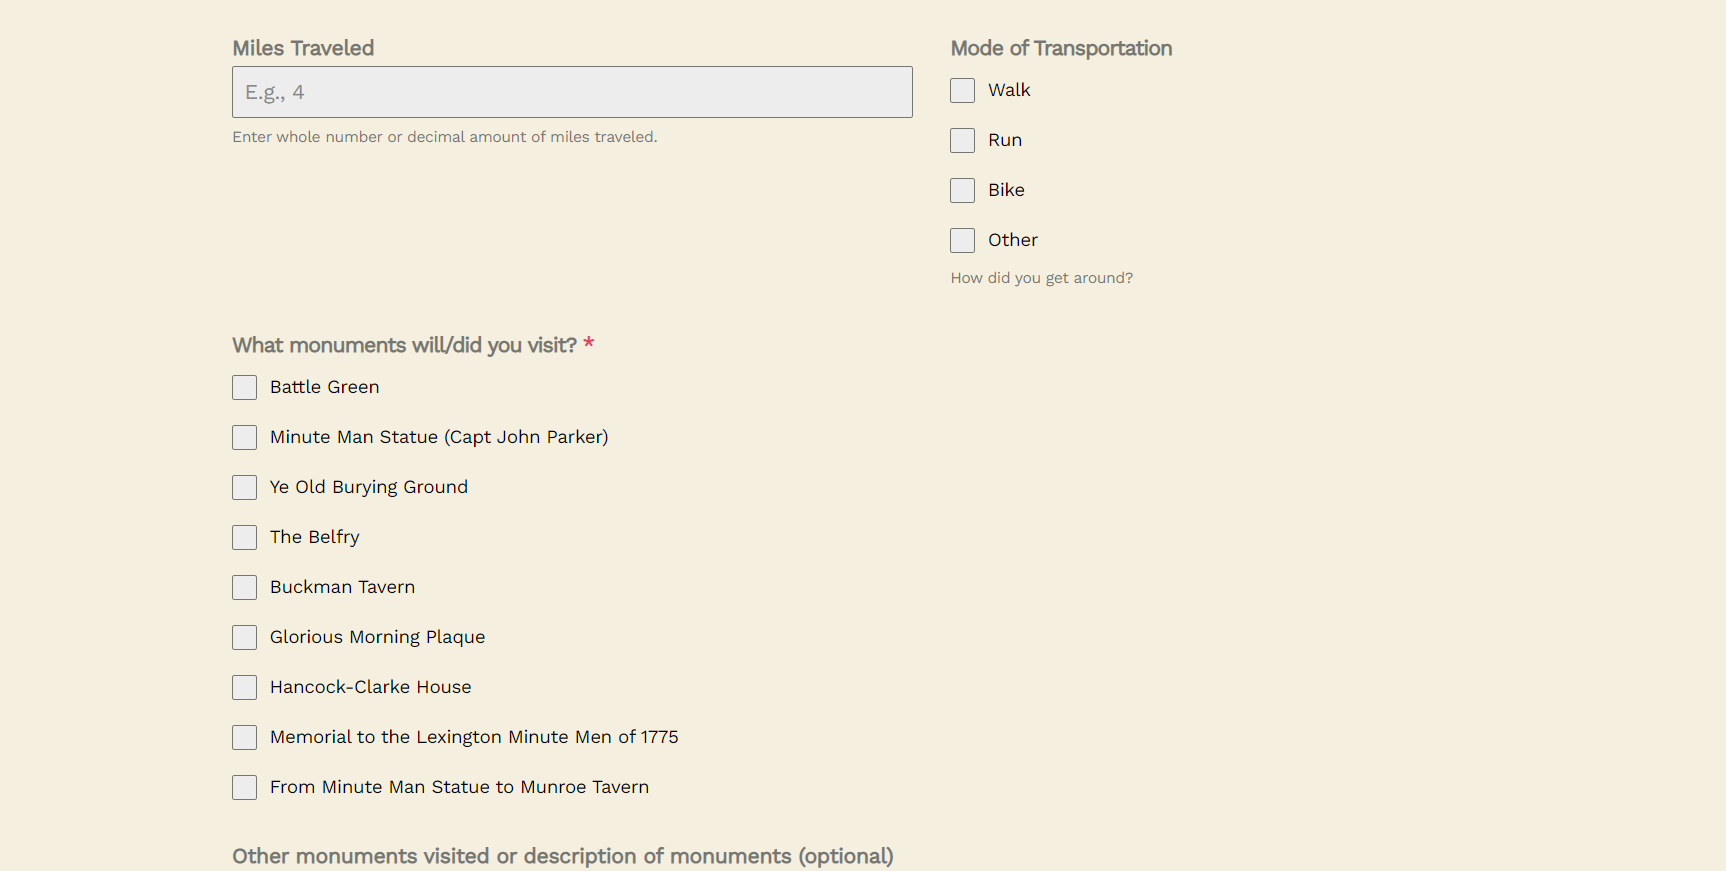 Miles Traveled
E.g., 4
Enter whole number or decimal amount of miles traveled.
Mode of Transportation
Walk
Run
Bike
Other
How did you get around?
What monuments will/did you visit? *
Battle Green
Minute Man Statue (Capt John Parker)
Ye Old Burying Ground
The Belfry
Buckman Tavern
Glorious Morning Plaque
Hancock-Clarke House
Memorial to the Lexington Minute Men of 1775
From Minute Man Statue to Munroe Tavern
Other monuments visited or description of monuments (optional)